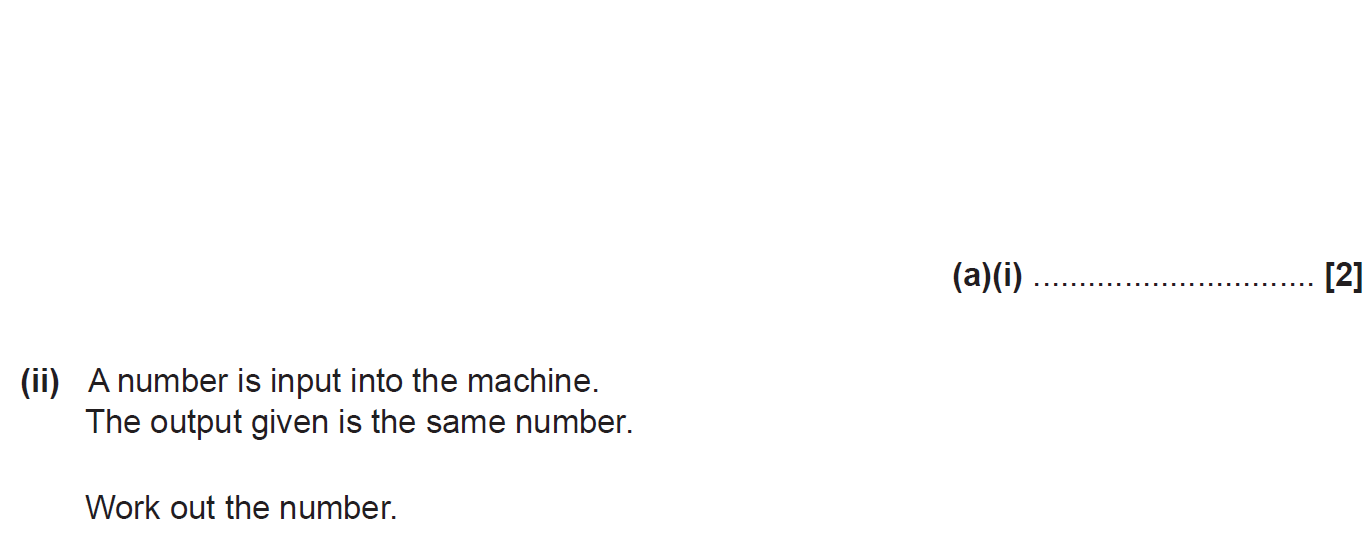 (a)(i) .............................. [2]
(ii) A number is input into the machine.
The output given is the same number.
Work out the number.